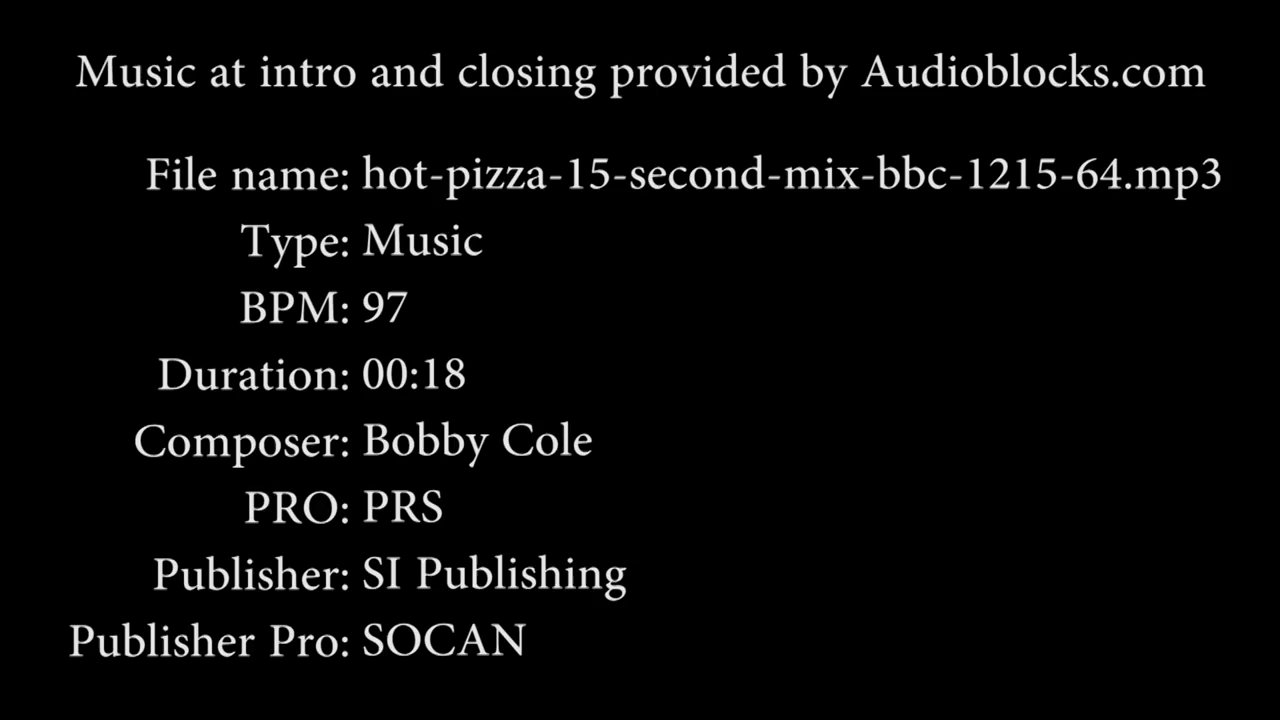 Music at intro and closing provided by Audioblocks.com
File name: hot-pizza-15-second-mix-bbc-1215-64.mp3
Type: Music
BPM: 97
Duration: 00:18
Composer: Bobby Cole
PRO: PRS
Publisher: SI Publishing
Publisher Pro: SOCAN